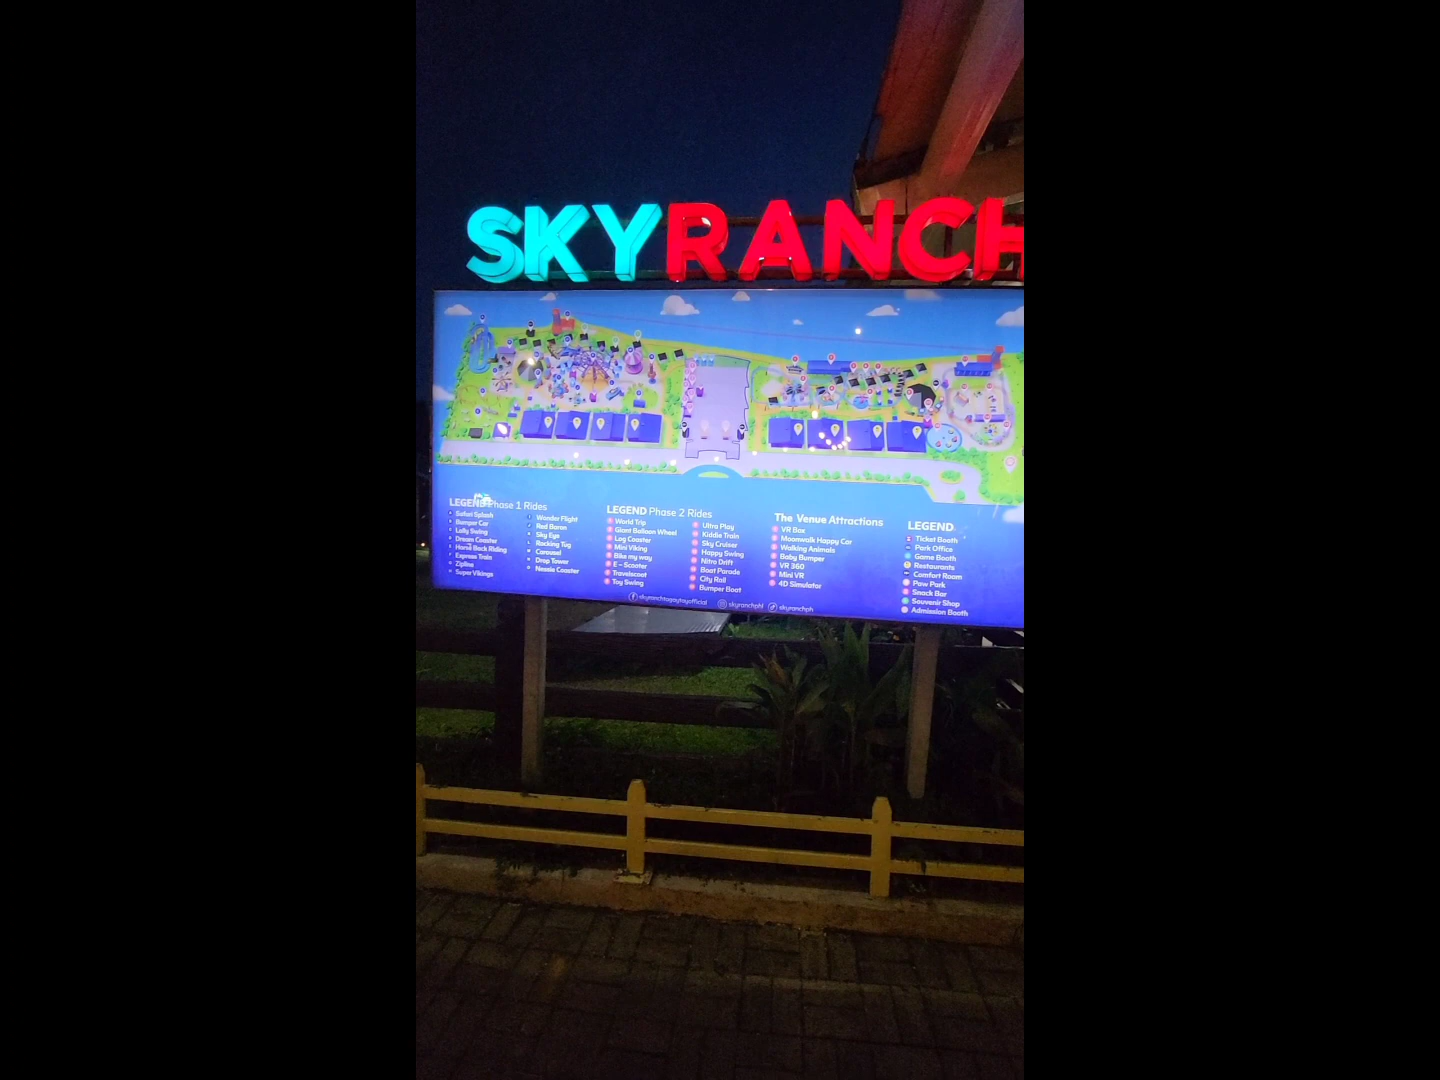 SKYRANCH
LEGEND Phase 1 Rides
Safari Splash
Bumper Car
Lolly Swing
Dream Coaster
Horse Back Riding
Express Train
Zipline
Super Vikings
Wonder Flight
Red Baron
Sky Eye
Rocking Tug
Carousel
Drop Tower
Nessie Coaster
LEGEND Phase 2 Rides
World Trip
Giant Balloon Wheel
Log Coaster
Mini Viking
Bike my way
E - Scooter
Travelscoot
Toy Swing
Ultra Play
Kiddie Train
Sky Cruiser
Happy Swing
Nitro Drift
Boat Parade
City Roll
Bumper Boat
The Venue Attractions
VR Box
Moonwalk Happy Car
Walking Animals
Baby Bumper
VR 360
Mini VR
4D Simulator
LEGEND
Ticket Booth
Park Office
Game Booth
Restaurants
Comfort Room
Paw Park
Snack Bar
Souvenir Shop
Admission Booth
skyranchtagaytayofficial
skyranchphl
skyranchph